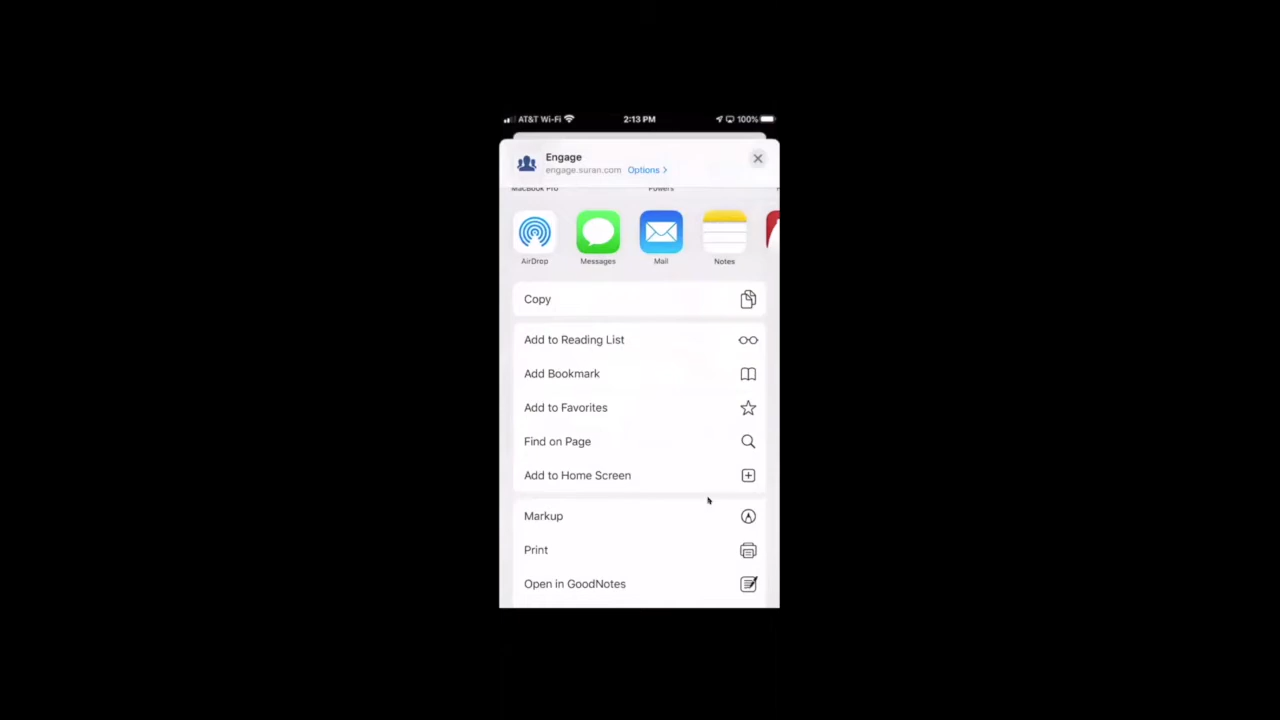 AT&T Wi-Fi 2:13 PM 100%
Engage
engage.suran.com Options >
MacBook Pro Powers
AirDrop Messages Mail Notes
Copy
Add to Reading List
Add Bookmark
Add to Favorites
Find on Page
Add to Home Screen
Markup
Print
Open in GoodNotes